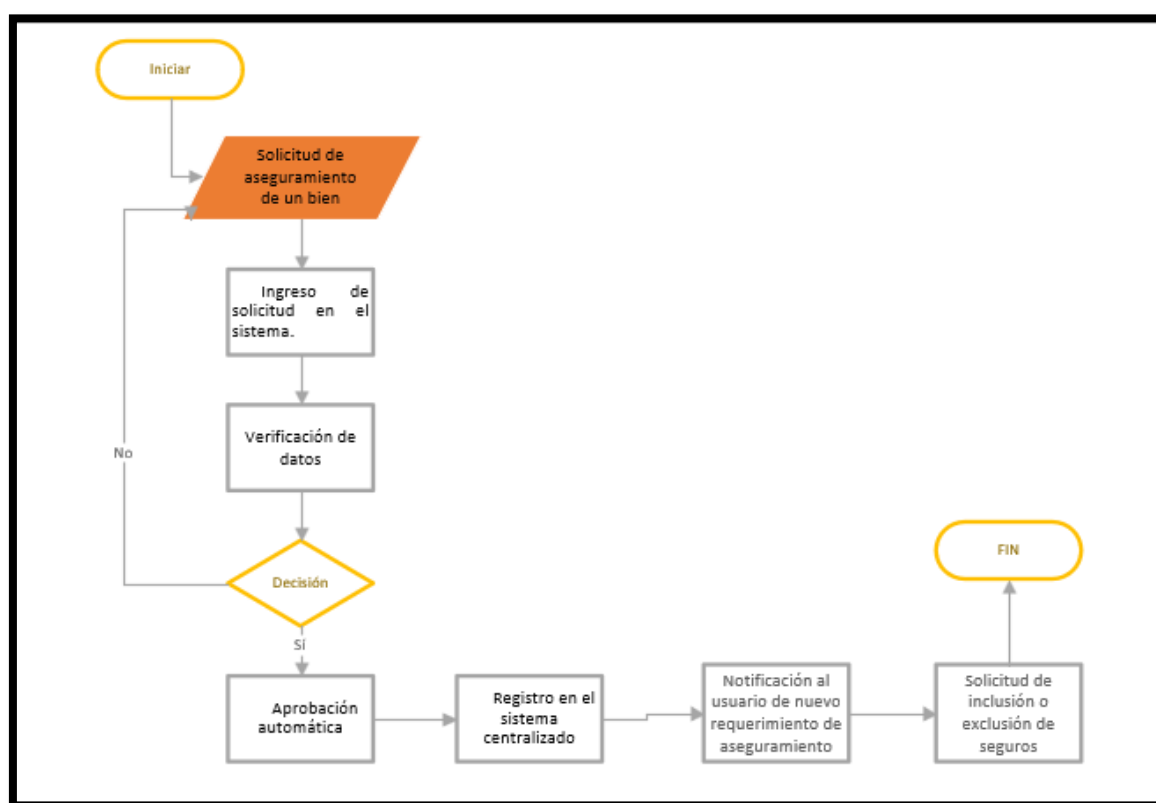 Iniciar
Solicitud de
aseguramiento
de un bien
Ingreso de
solicitud en el
sistema.
Verificación de
datos
No
Decisión
Sí
Aprobación
automática
Registro en el
sistema
centralizado
Notificación al
usuario de nuevo
requerimiento de
aseguramiento
Solicitud de
inclusión o
exclusión de
seguros
FIN